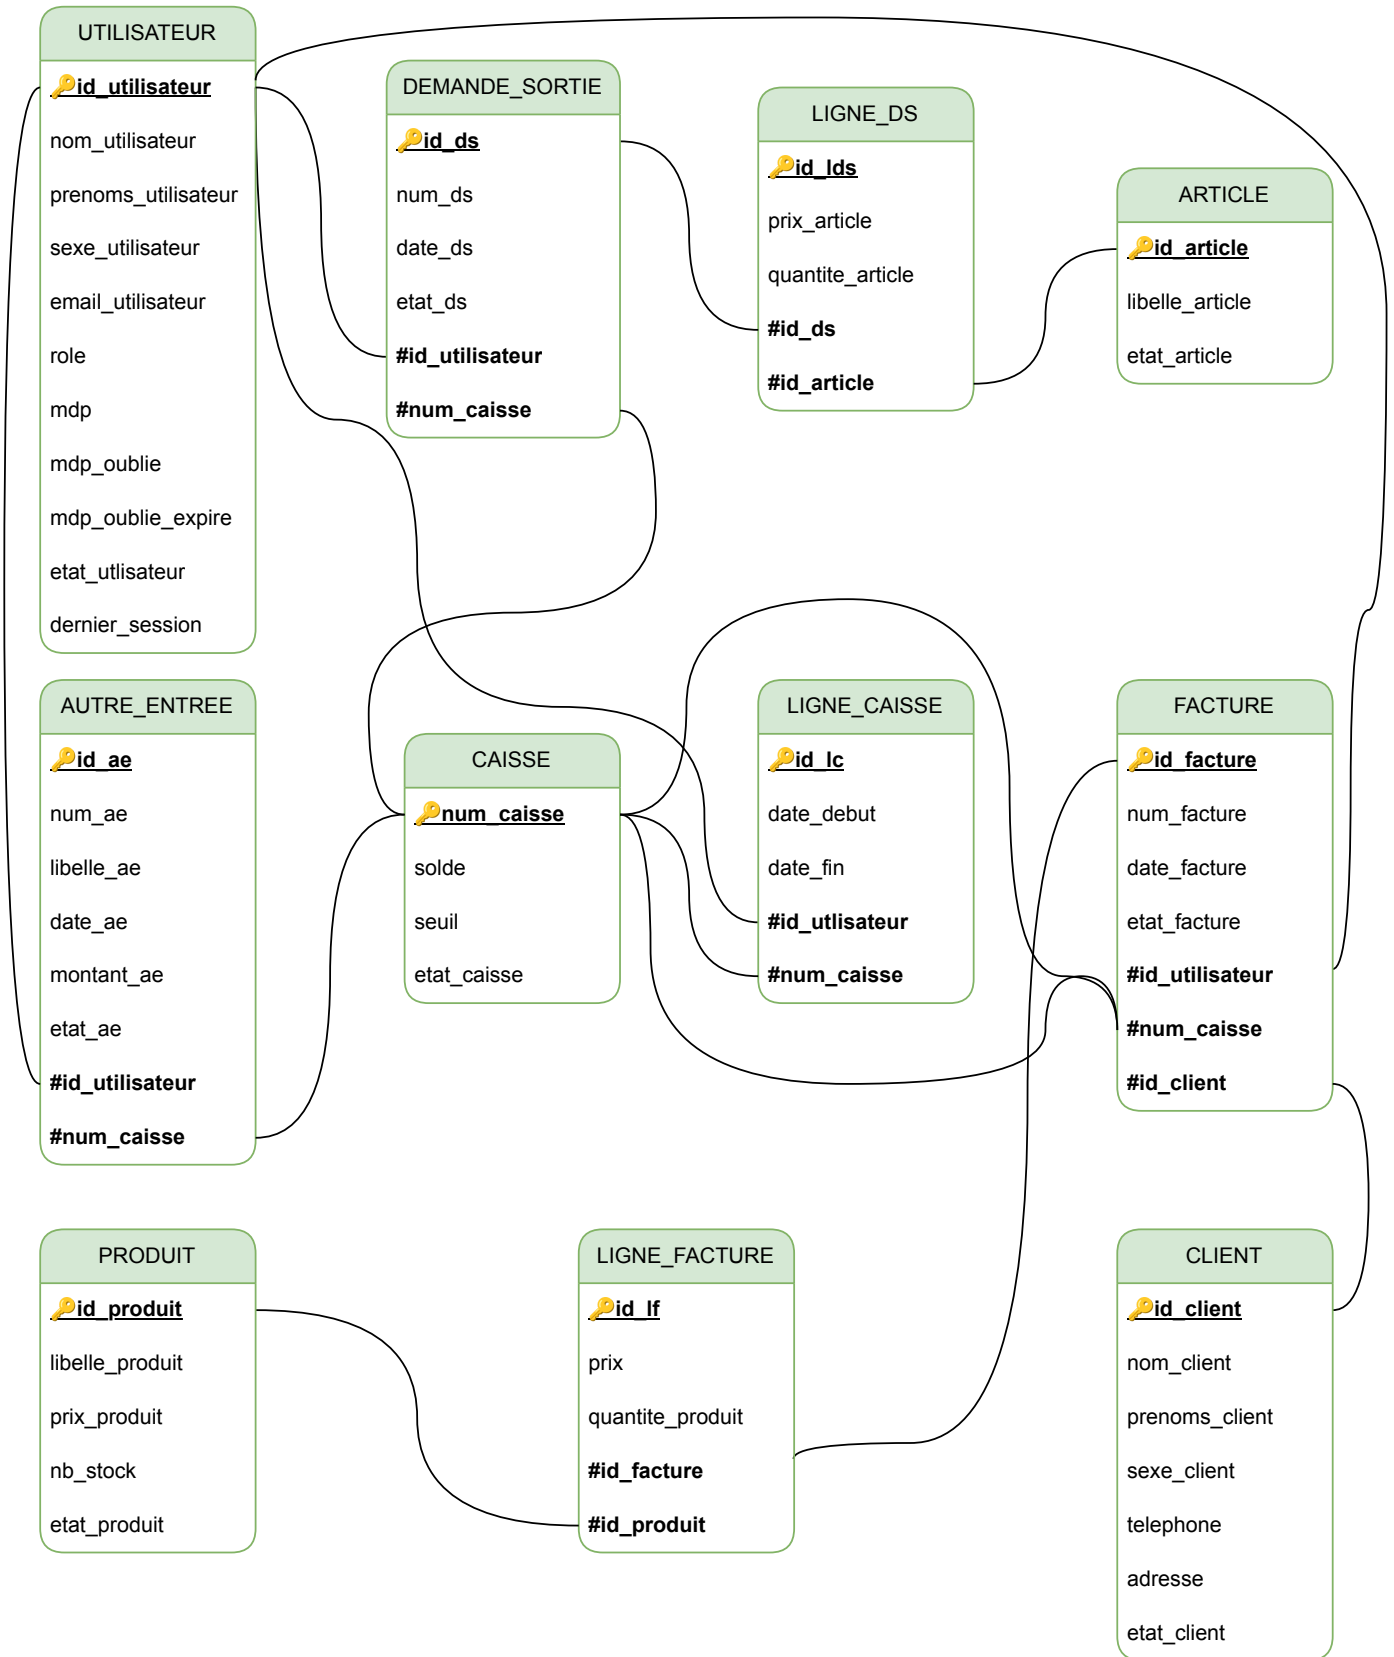 UTILISATEUR
🔑id_utilisateur
nom_utilisateur
prenoms_utilisateur
sexe_utilisateur
email_utilisateur
role
mdp
mdp_oublie
mdp_oublie_expire
etat_utlisateur
dernier_session
DEMANDE_SORTIE
🔑id_ds
num_ds
date_ds
etat_ds
#id_utilisateur
#num_caisse
LIGNE_DS
🔑id_lds
prix_article
quantite_article
#id_ds
#id_article
ARTICLE
🔑id_article
libelle_article
etat_article
AUTRE_ENTREE
🔑id_ae
num_ae
libelle_ae
date_ae
montant_ae
etat_ae
#id_utilisateur
#num_caisse
CAISSE
🔑num_caisse
solde
seuil
etat_caisse
LIGNE_CAISSE
🔑id_lc
date_debut
date_fin
#id_utlisateur
#num_caisse
FACTURE
🔑id_facture
num_facture
date_facture
etat_facture
#id_utilisateur
#num_caisse
#id_client
PRODUIT
🔑id_produit
libelle_produit
prix_produit
nb_stock
etat_produit
LIGNE_FACTURE
🔑id_lf
prix
quantite_produit
#id_facture
#id_produit
CLIENT
🔑id_client
nom_client
prenoms_client
sexe_client
telephone
adresse
etat_client